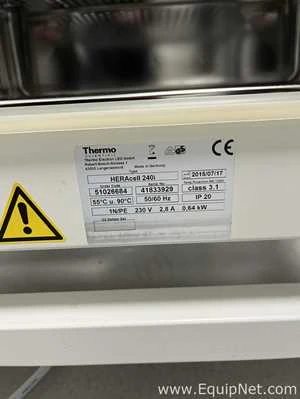 Thermo
SCIENTIFIC
Thermo Electron LED GmbH
Robert-Bosch-Strasse 1
63505 Langenselbold
Made in Germany
Type
HERAcell 240i
2015/07/17
Order Code
Serial No.
51026684
41833929
class 3.1
55°C u. 90°C
50/60 Hz
IP 20
1N/PE
230 V
2,8 A
0,64 kW
www.EquipNet.com